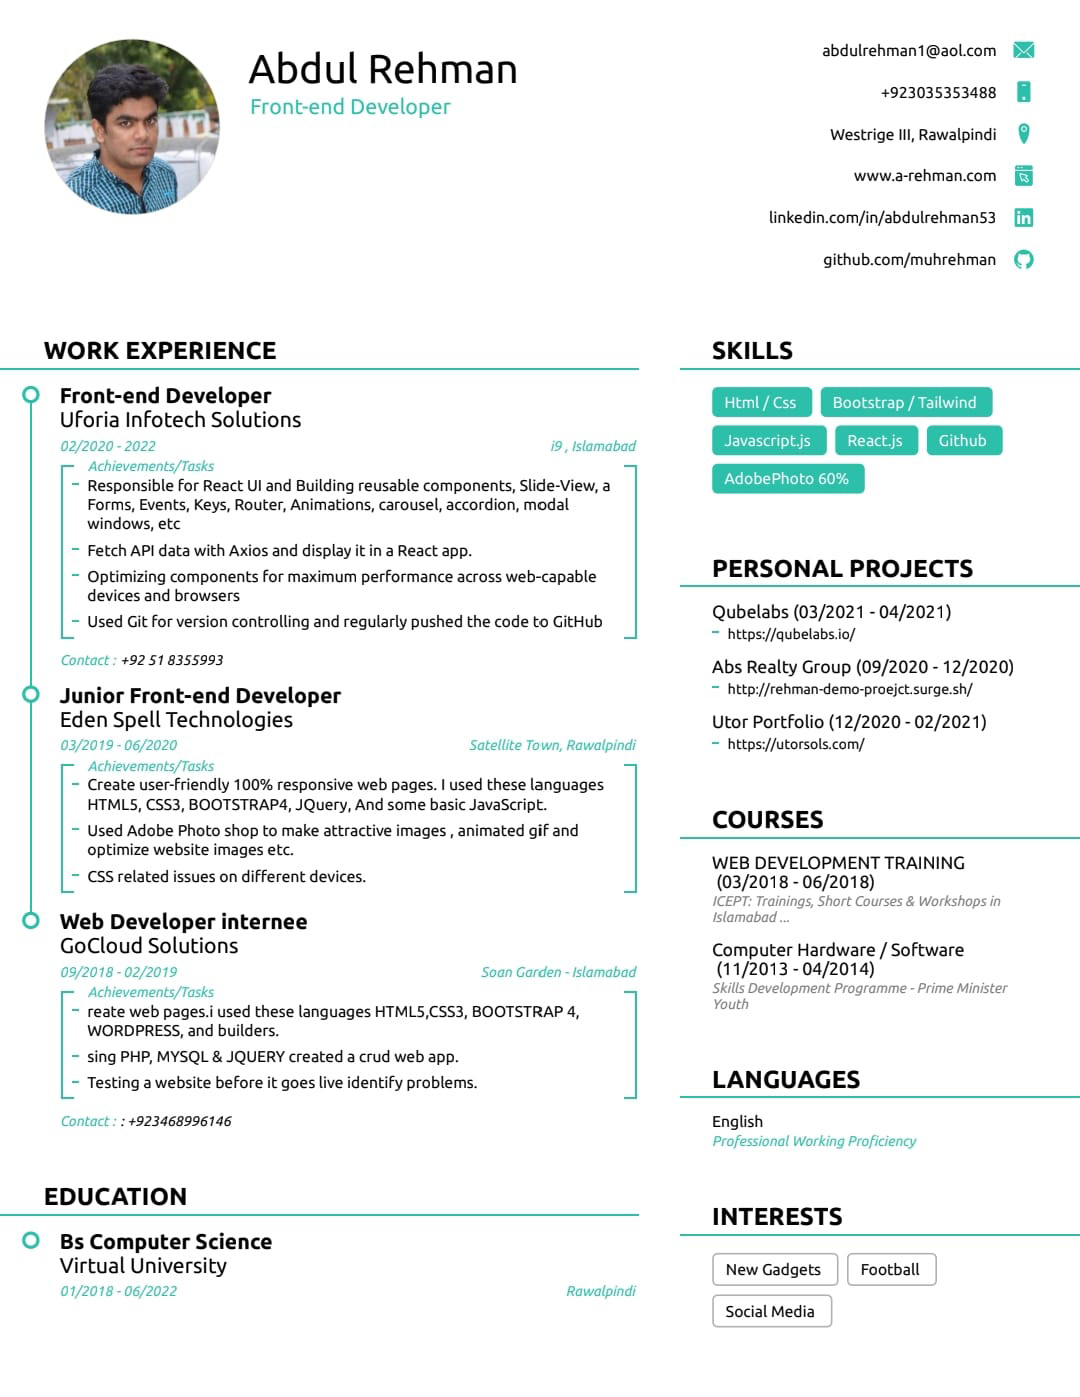 Abdul Rehman
Front-end Developer
abdulrehman1@aol.com
+923035353488
Westrige III, Rawalpindi
www.a-rehman.com
linkedin.com/in/abdulrehman53
github.com/muhrehman
WORK EXPERIENCE
Front-end Developer
Uforia Infotech Solutions
02/2020 - 2022
i9 , Islamabad
Achievements/Tasks
- Responsible for React UI and Building reusable components, Slide-View, a
Forms, Events, Keys, Router, Animations, carousel, accordion, modal
windows, etc
- Fetch API data with Axios and display it in a React app.
- Optimizing components for maximum performance across web-capable
devices and browsers
- Used Git for version controlling and regularly pushed the code to GitHub
Contact : +92 51 8355993
Junior Front-end Developer
Eden Spell Technologies
03/2019 - 06/2020
Satellite Town, Rawalpindi
Achievements/Tasks
- Create user-friendly 100% responsive web pages. I used these languages
HTML5, CSS3, BOOTSTRAP4, JQuery, And some basic JavaScript.
- Used Adobe Photo shop to make attractive images , animated gif and
optimize website images etc.
- CSS related issues on different devices.
Web Developer internee
GoCloud Solutions
09/2018 - 02/2019
Soan Garden - Islamabad
Achievements/Tasks
- reate web pages.i used these languages HTML5,CSS3, BOOTSTRAP 4,
WORDPRESS, and builders.
- sing PHP, MYSQL & JQUERY created a crud web app.
- Testing a website before it goes live identify problems.
Contact : : +923468996146
EDUCATION
Bs Computer Science
Virtual University
01/2018 - 06/2022
Rawalpindi
SKILLS
Html / Css
Bootstrap / Tailwind
Javascript.js
React.js
Github
AdobePhoto 60%
PERSONAL PROJECTS
Qubelabs (03/2021 - 04/2021)
- https://qubelabs.io/
Abs Realty Group (09/2020 - 12/2020)
- http://rehman-demo-proejct.surge.sh/
Utor Portfolio (12/2020 - 02/2021)
- https://utorsols.com/
COURSES
WEB DEVELOPMENT TRAINING
(03/2018 - 06/2018)
ICEPT: Trainings, Short Courses & Workshops in
Islamabad ...
Computer Hardware / Software
(11/2013 - 04/2014)
Skills Development Programme - Prime Minister
Youth
LANGUAGES
English
Professional Working Proficiency
INTERESTS
New Gadgets
Football
Social Media